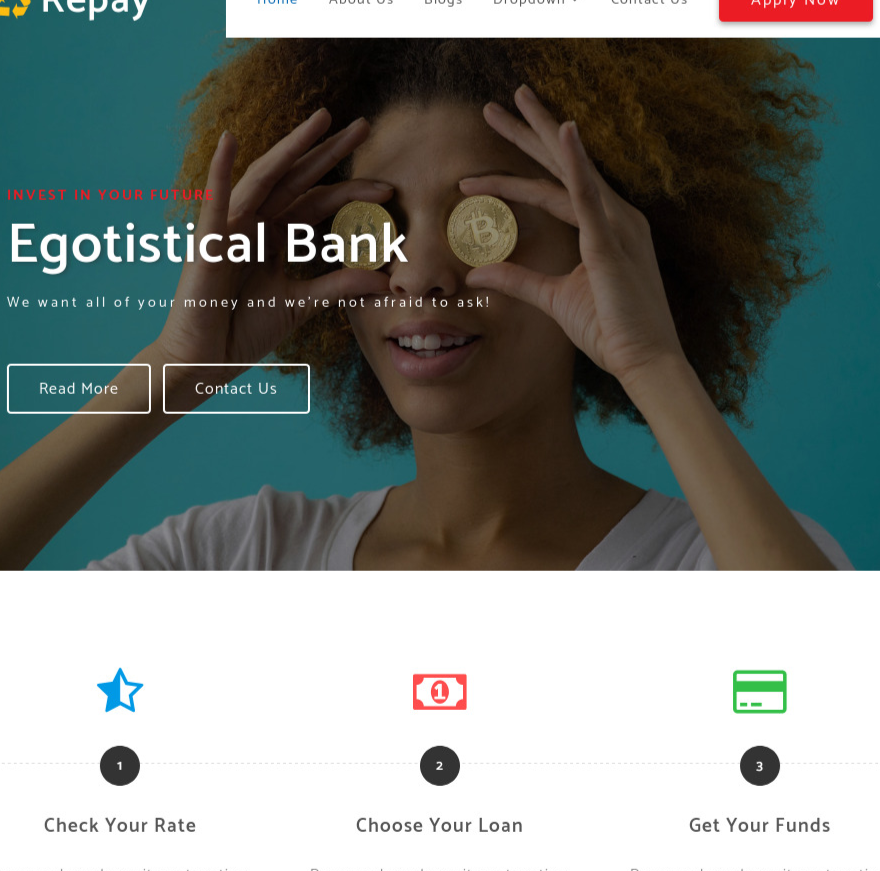 Repay
Home About Us Blogs Dropdown Contact Us Apply Now
INVEST IN YOUR FUTURE
Egotistical Bank
We want all of your money and we're not afraid to ask!
Read More Contact Us
1 2 3
Check Your Rate Choose Your Loan Get Your Funds